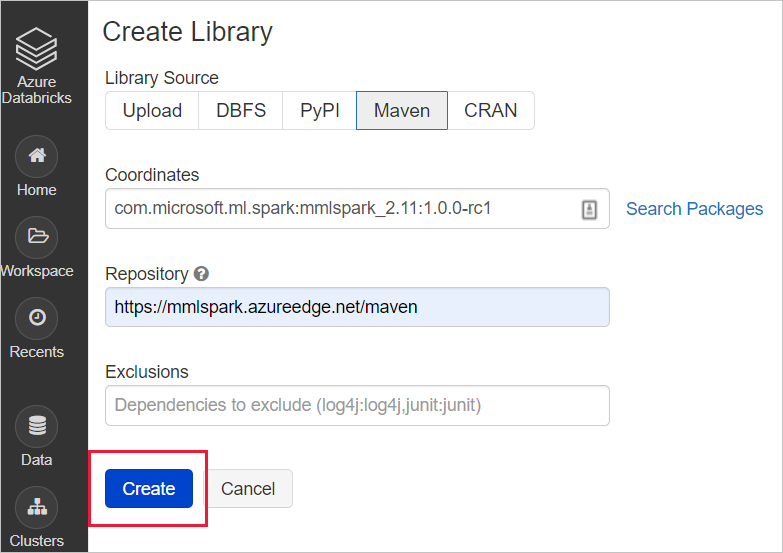 Azure
Databricks
Home
Workspace
Recents
Data
Clusters
Create Library
Library Source
Upload DBFS PyPI Maven CRAN
Coordinates
com.microsoft.ml.spark:mmlspark_2.11:1.0.0-rc1 Search Packages
Repository ?
https://mmlspark.azureedge.net/maven
Exclusions
Dependencies to exclude (log4j:log4j,junit:junit)
Create Cancel